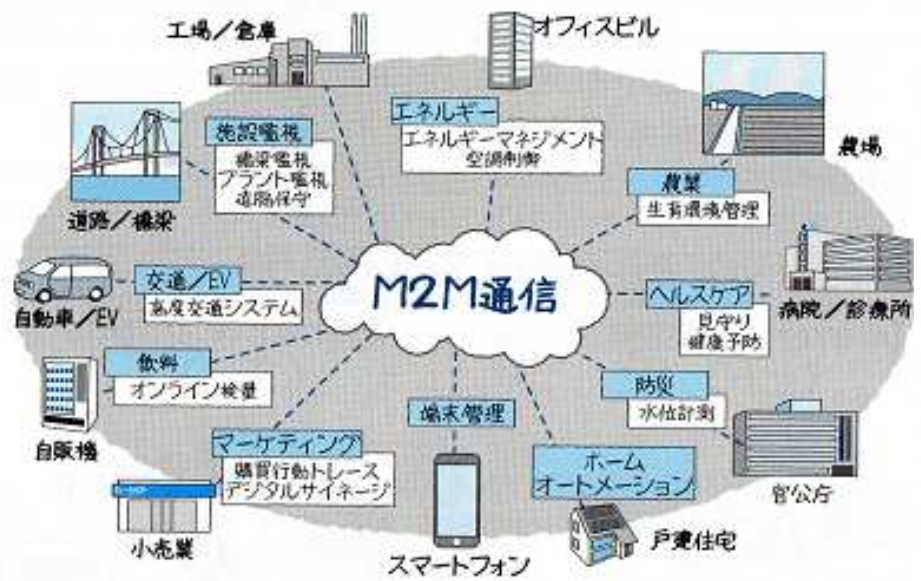 工場／倉庫
オフィスビル
エネルギー
エネルギーマネジメント
空調制御
施設監視
橋梁監視
プラント監視
道路保守
道路／橋梁
農場
農業
生育環境管理
M2M通信
交通／EV
高度交通システム
自動車／EV
ヘルスケア
見守り
健康予防
病院／診療所
飲料
オンライン検量
自販機
防災
水位計測
官公庁
端末管理
マーケティング
購買行動トレース
デジタルサイネージ
小売業
ホーム
オートメーション
戸建住宅
スマートフォン